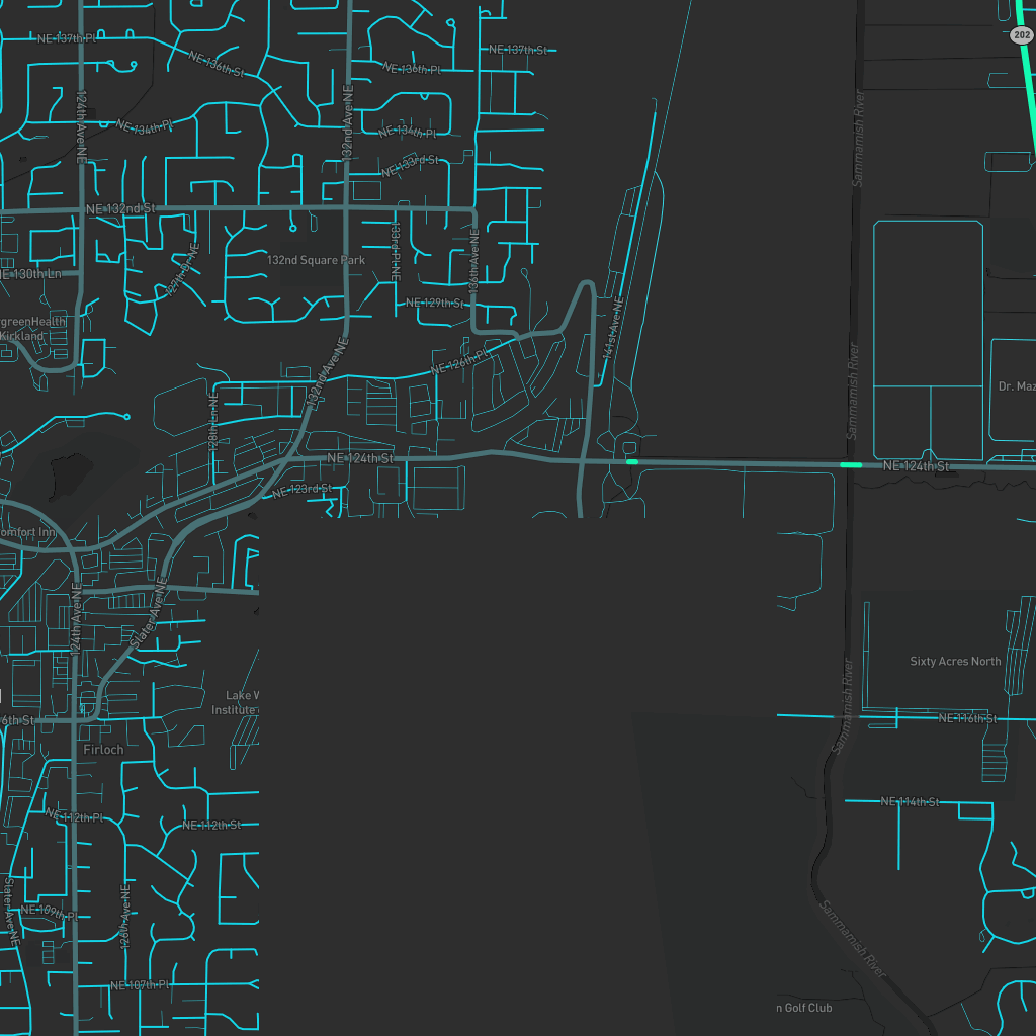 NE 137th Pl
NE 136th St
NE 137th St
NE 136th Pl
202
124th Ave NE
132nd Ave NE
NE 134th Pl
NE 134th Pl
NE 133rd St
Sammamish River
NE 132nd St
127th Dr NE
132nd Square Park
133rd Pl NE
136th Ave NE
NE 130th Ln
NE 129th St
greenHealth
Kirkland
141st Ave NE
NE 126th Pl
132nd Ave NE
Sammamish River
Dr. Maz
128th Ln NE
NE 124th St
NE 124th St
NE 123rd St
omfort Inn
124th Ave NE
Slater Ave NE
Sixty Acres North
Lake W
Institute
6th St
NE 116th St
Sammamish River
Firloch
NE 114th St
NE 112th Pl
NE 112th St
Slater Ave NE
NE 109th Pl
126th Ave NE
Sammamish River
NE 107th Pl
n Golf Club